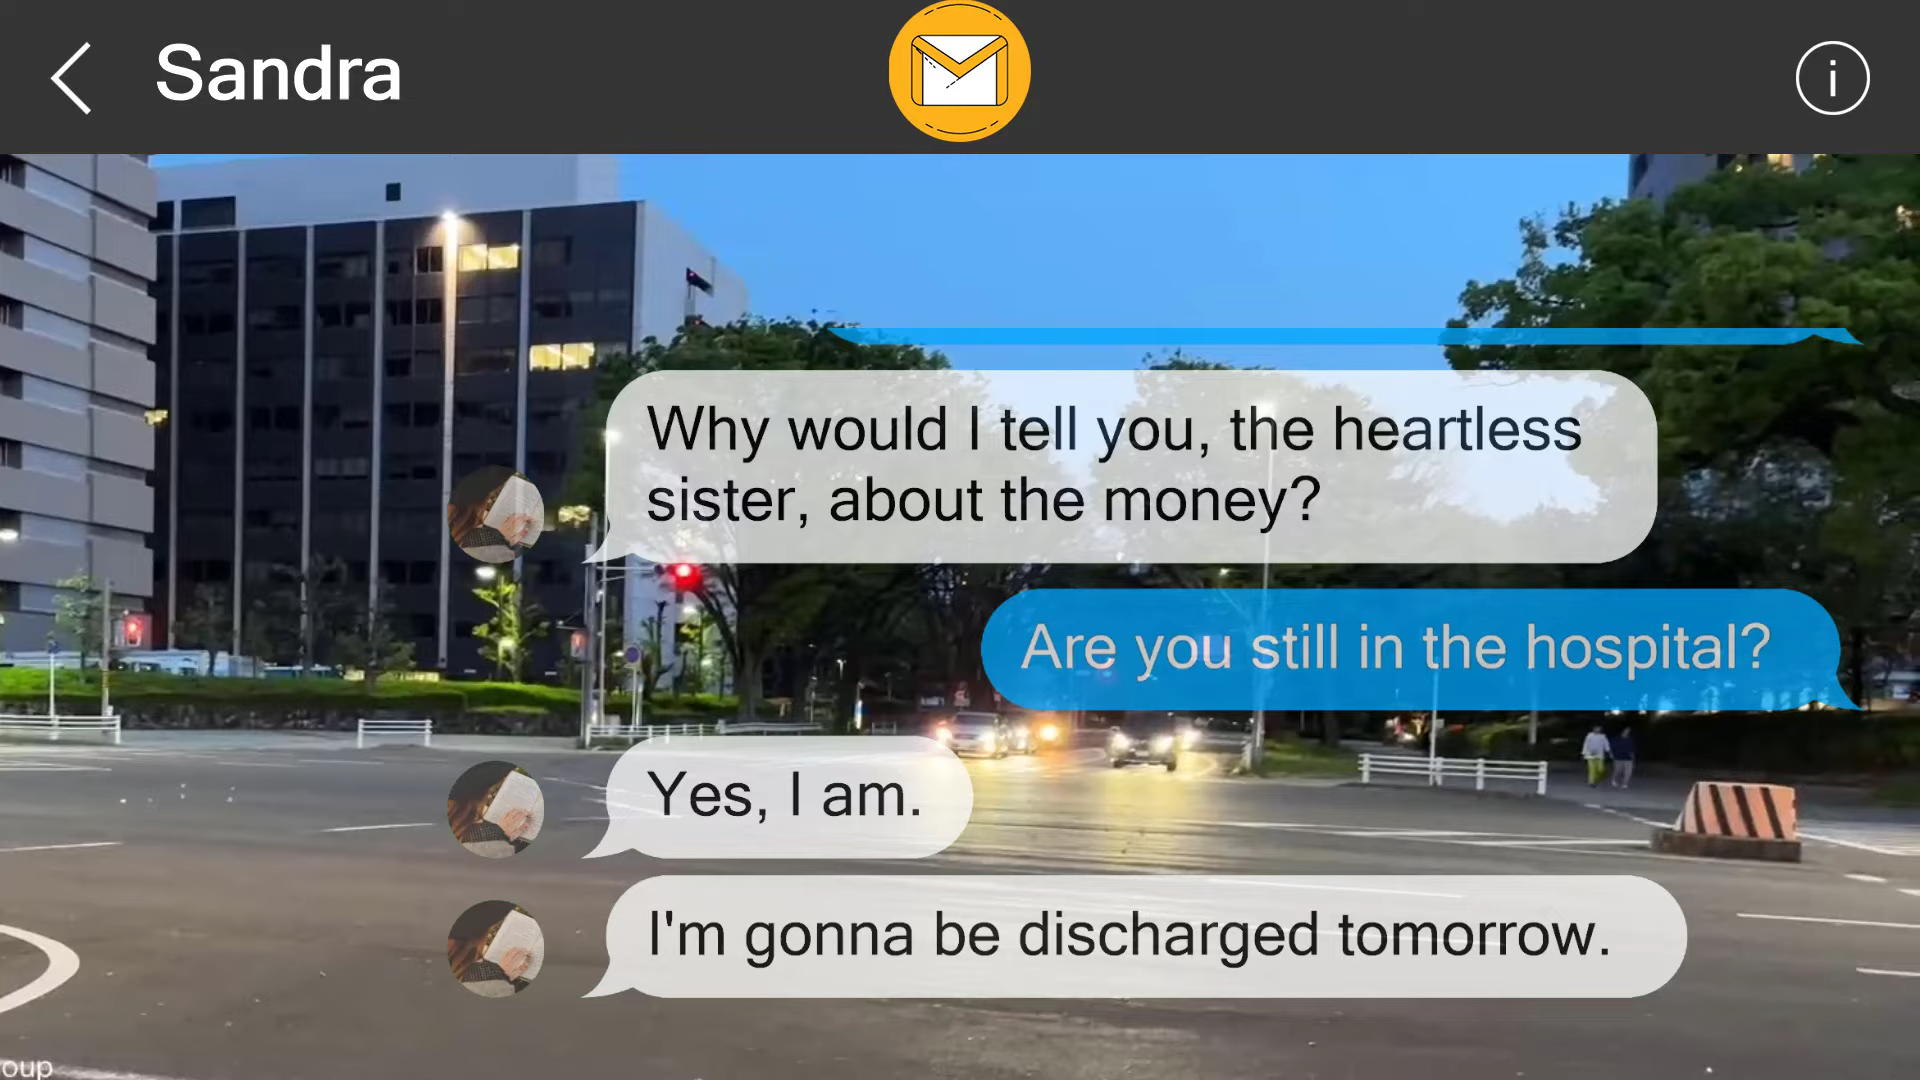 Sandra
i
Why would I tell you, the heartless
sister, about the money?
Are you still in the hospital?
Yes, I am.
I'm gonna be discharged tomorrow.
oup